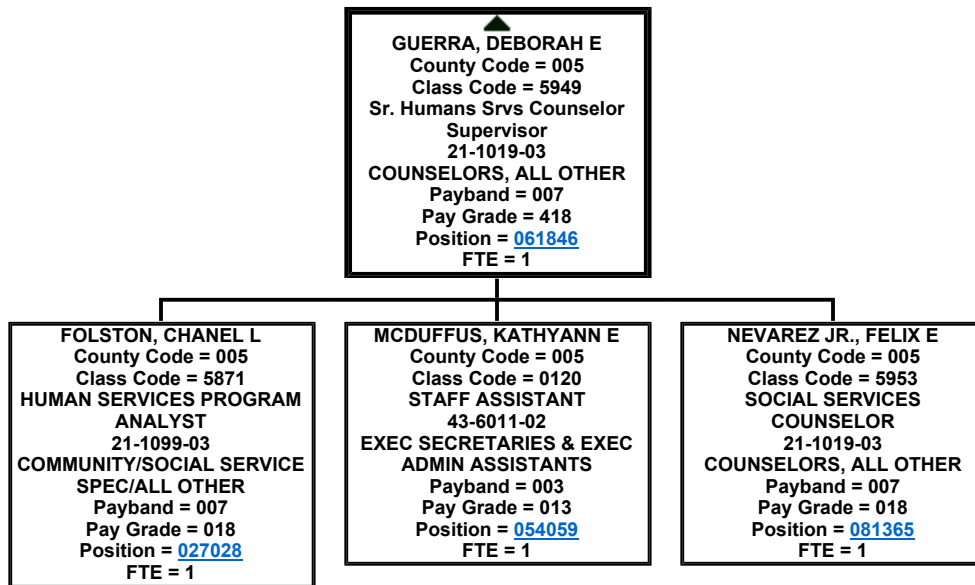 GUERRA, DEBORAH E
County Code = 005
Class Code = 5949
Sr. Humans Srvs Counselor
Supervisor
21-1019-03
COUNSELORS, ALL OTHER
Payband = 007
Pay Grade = 418
Position = 061846
FTE = 1
FOLSTON, CHANEL L
County Code = 005
Class Code = 5871
HUMAN SERVICES PROGRAM
ANALYST
21-1099-03
COMMUNITY/SOCIAL SERVICE
SPEC/ALL OTHER
Payband = 007
Pay Grade = 018
Position = 027028
FTE = 1
MCDUFFUS, KATHYANN E
County Code = 005
Class Code = 0120
STAFF ASSISTANT
43-6011-02
EXEC SECRETARIES & EXEC
ADMIN ASSISTANTS
Payband = 003
Pay Grade = 013
Position = 054059
FTE = 1
NEVAREZ JR., FELIX E
County Code = 005
Class Code = 5953
SOCIAL SERVICES
COUNSELOR
21-1019-03
COUNSELORS, ALL OTHER
Payband = 007
Pay Grade = 018
Position = 081365
FTE = 1